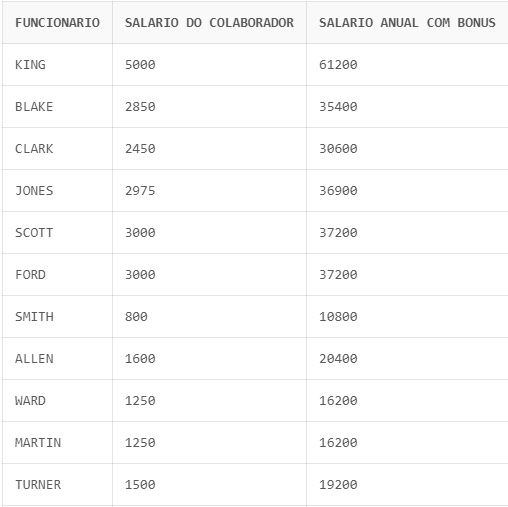 FUNCIONARIO SALARIO DO COLABORADOR SALARIO ANUAL COM BONUS
KING 5000 61200
BLAKE 2850 35400
CLARK 2450 30600
JONES 2975 36900
SCOTT 3000 37200
FORD 3000 37200
SMITH 800 10800
ALLEN 1600 20400
WARD 1250 16200
MARTIN 1250 16200
TURNER 1500 19200